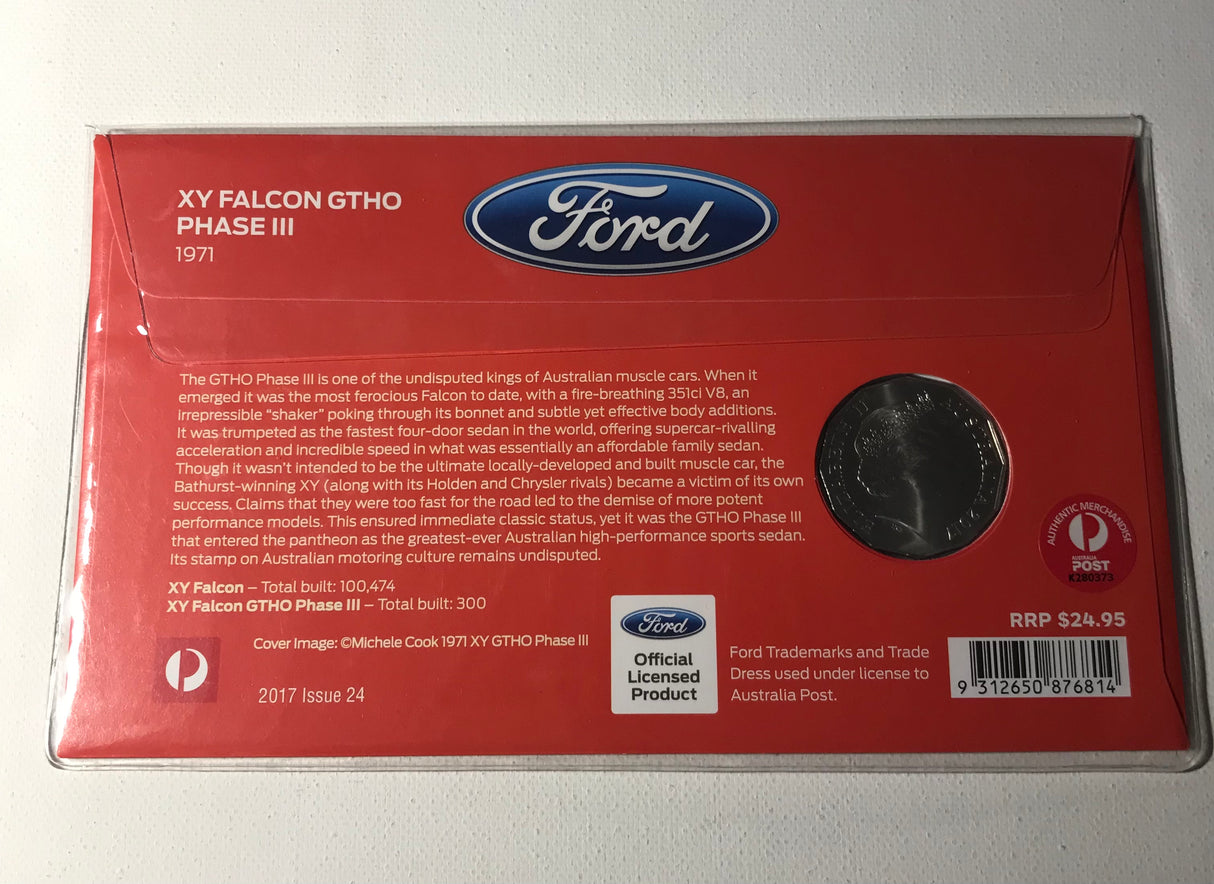 XY FALCON GTHO
PHASE III
1971
Ford
The GTHO Phase III is one of the undisputed kings of Australian muscle cars. When it
emerged it was the most ferocious Falcon to date, with a fire-breathing 351ci V8, an
irrepressible “shaker” poking through its bonnet and subtle yet effective body additions.
It was trumpeted as the fastest four-door sedan in the world, offering supercar-rivalling
acceleration and incredible speed in what was essentially an affordable family sedan.
Though it wasn't intended to be the ultimate locally-developed and built muscle car, the
Bathurst-winning XY (along with its Holden and Chrysler rivals) became a victim of its own
success. Claims that they were too fast for the road led to the demise of more potent
performance models. This ensured immediate classic status, yet it was the GTHO Phase III
that entered the pantheon as the greatest-ever Australian high-performance sports sedan.
Its stamp on Australian motoring culture remains undisputed.
XY Falcon – Total built: 100,474
XY Falcon GTHO Phase III – Total built: 300
Cover Image: ©Michele Cook 1971 XY GTHO Phase III
2017 Issue 24
Ford
Official
Licensed
Product
Ford Trademarks and Trade
Dress used under license to
Australia Post.
ELIZABETH II AUSTRALIA 2017
AUTHENTIC MERCHANDISE
AUSTRALIA
POST
K280373
RRP $24.95
9 312650 876814